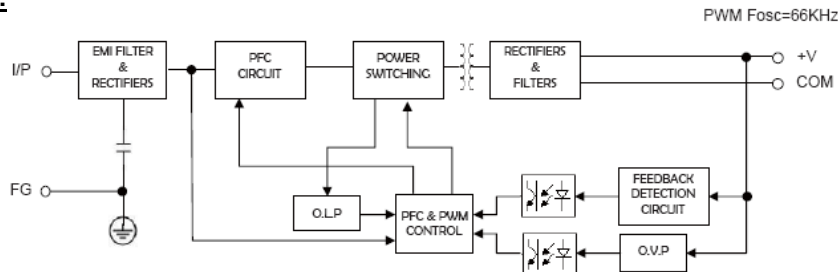 PWM Fosc=66KHz
I/P
EMI FILTER
&
RECTIFIERS
PFC
CIRCUIT
POWER
SWITCHING
RECTIFIERS
&
FILTERS
+V
COM
FG
O.L.P
PFC & PWM
CONTROL
FEEDBACK
DETECTION
CIRCUIT
O.V.P